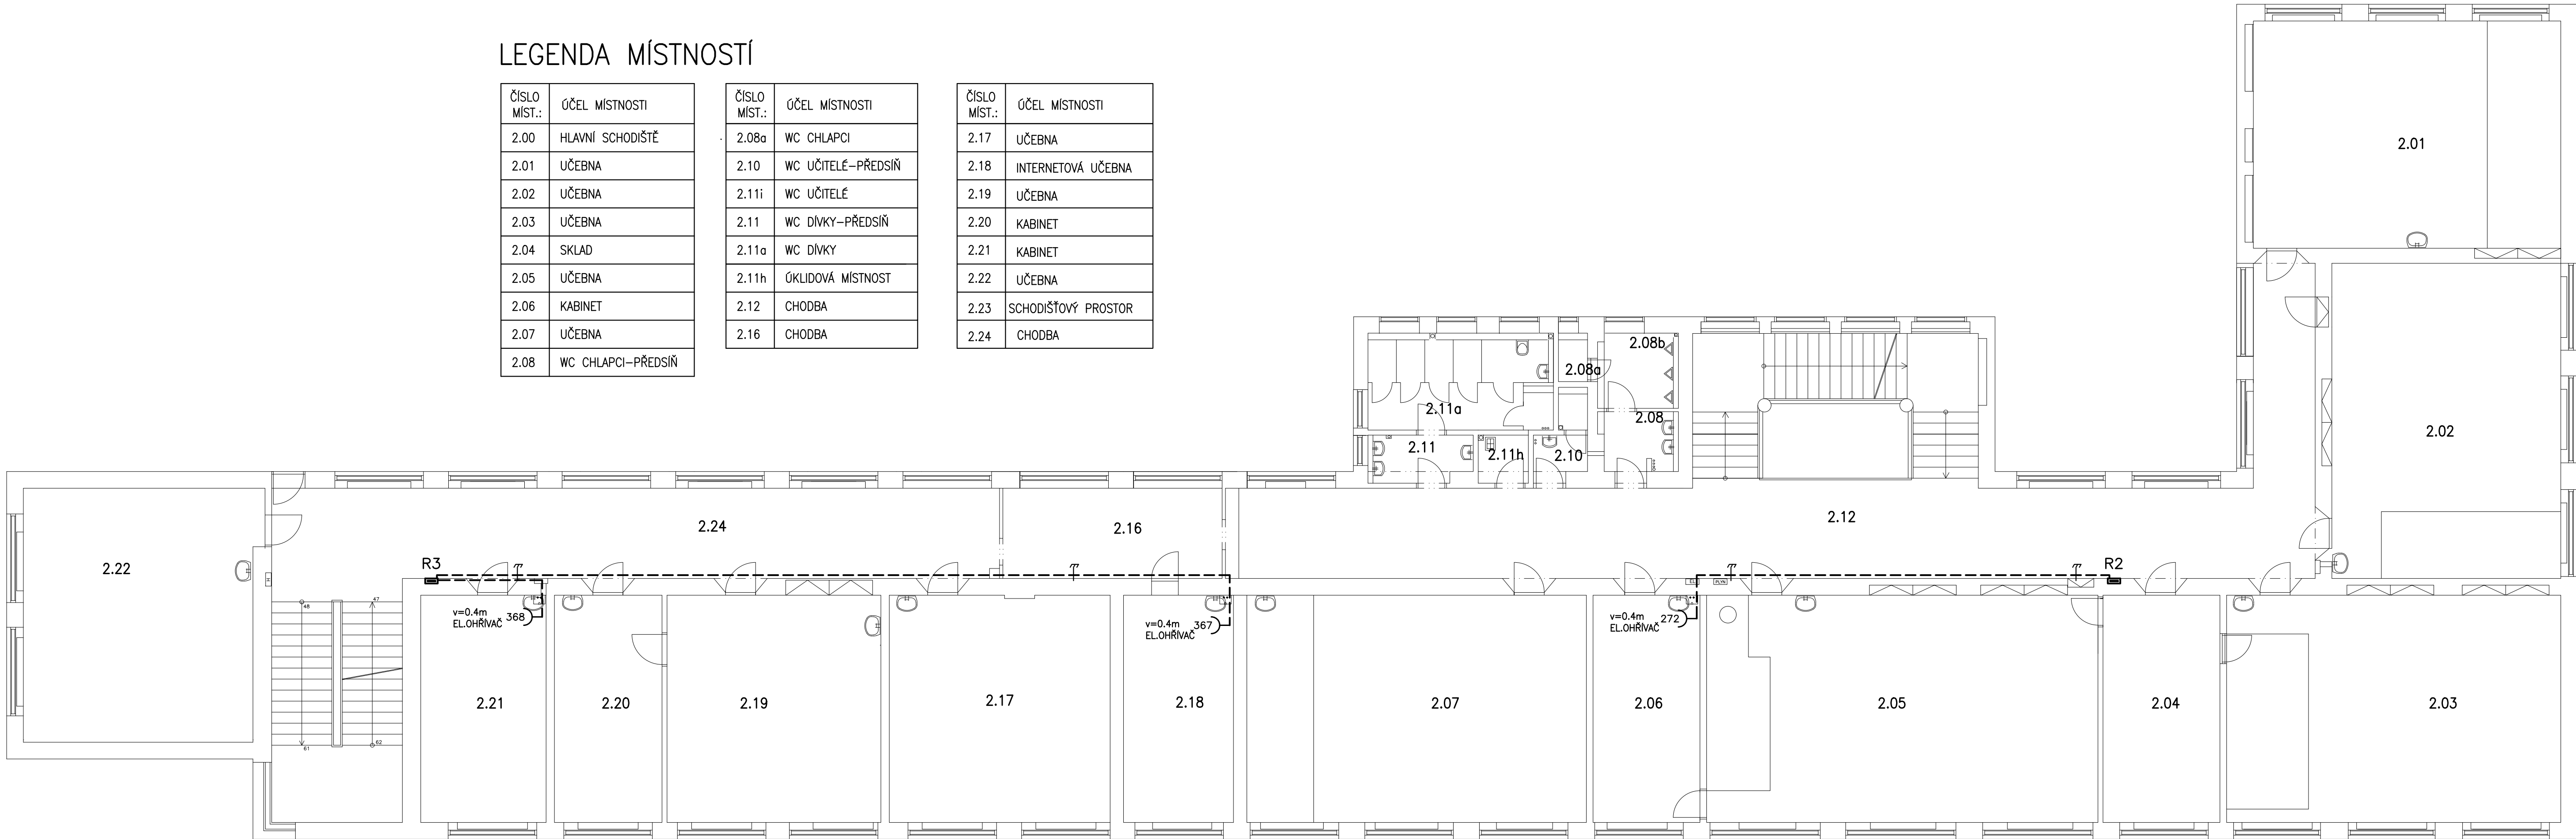 LEGENDA MÍSTNOSTÍ
ČÍSLO MÍST.: ÚČEL MÍSTNOSTI
2.00 HLAVNÍ SCHODIŠTĚ
2.01 UČEBNA
2.02 UČEBNA
2.03 UČEBNA
2.04 SKLAD
2.05 UČEBNA
2.06 KABINET
2.07 UČEBNA
2.08 WC CHLAPCI-PŘEDSÍŇ
ČÍSLO MÍST.: ÚČEL MÍSTNOSTI
2.08a WC CHLAPCI
2.10 WC UČITELÉ-PŘEDSÍŇ
2.11i WC UČITELÉ
2.11 WC DÍVKY-PŘEDSÍŇ
2.11a WC DÍVKY
2.11h ÚKLIDOVÁ MÍSTNOST
2.12 CHODBA
2.16 CHODBA
ČÍSLO MÍST.: ÚČEL MÍSTNOSTI
2.17 UČEBNA
2.18 INTERNETOVÁ UČEBNA
2.19 UČEBNA
2.20 KABINET
2.21 KABINET
2.22 UČEBNA
2.23 SCHODIŠŤOVÝ PROSTOR
2.24 CHODBA
2.01
2.08b
2.08a
2.11a
2.08
2.02
2.11
2.11h
2.10
2.24
2.16
2.12
2.22
H
R3
R2
EL
PLYN
48
47
v=0.4m
EL.OHŘÍVAČ
368
v=0.4m
EL.OHŘÍVAČ
367
v=0.4m
EL.OHŘÍVAČ
272
2.21
2.20
2.19
2.17
2.18
2.07
2.06
2.05
2.04
2.03
61
62